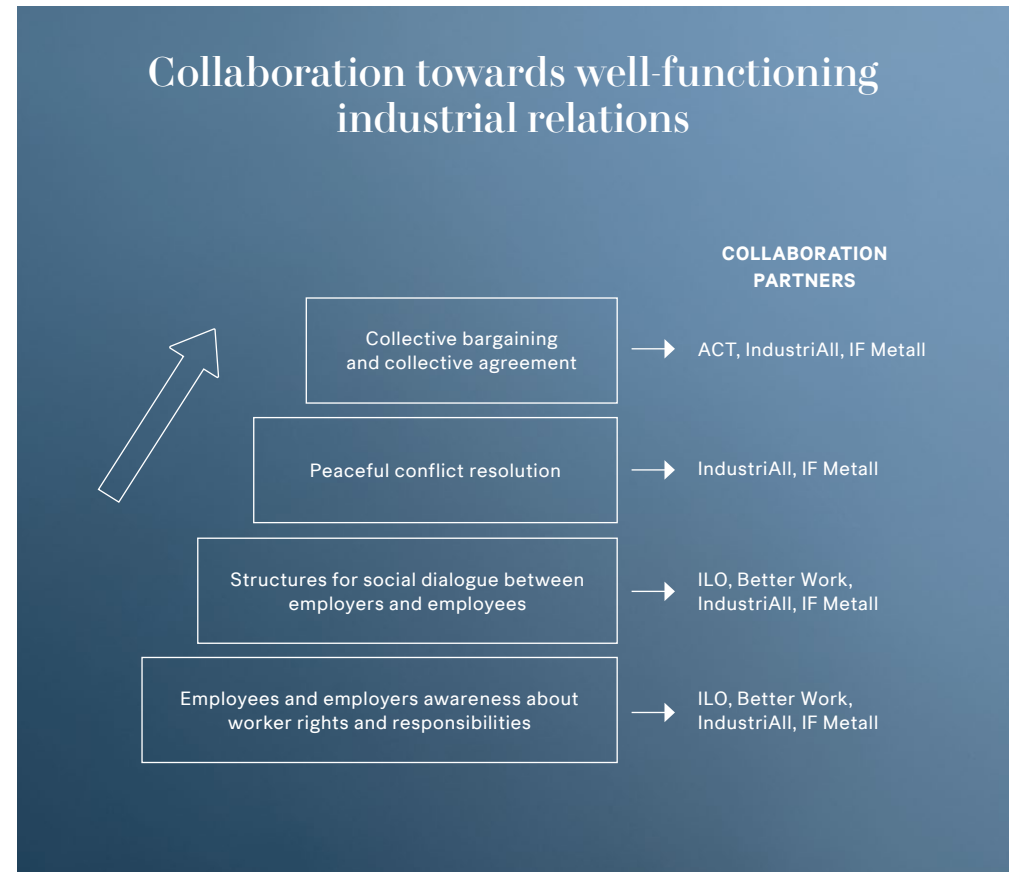 Collaboration towards well-functioning
industrial relations
COLLABORATION
PARTNERS
Collective bargaining
and collective agreement
ACT, IndustriAll, IF Metall
Peaceful conflict resolution
IndustriAll, IF Metall
Structures for social dialogue between
employers and employees
ILO, Better Work,
IndustriAll, IF Metall
Employees and employers awareness about
worker rights and responsibilities
ILO, Better Work,
IndustriAll, IF Metall